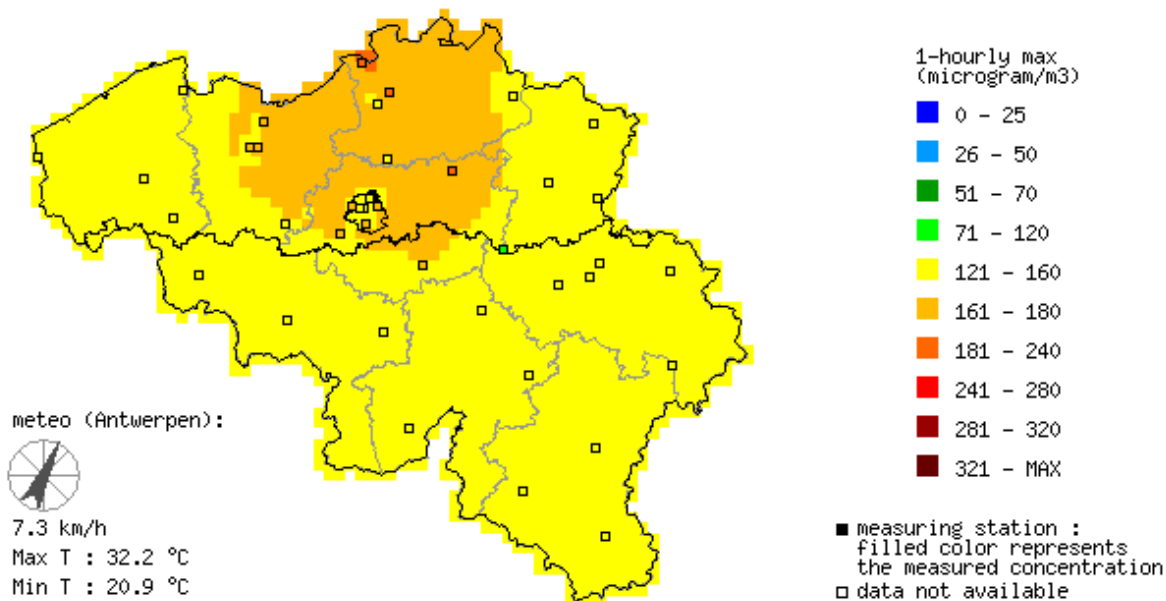 1-hourly max
(microgram/m3)
0 - 25
26 - 50
51 - 70
71 - 120
121 - 160
161 - 180
181 - 240
241 - 280
281 - 320
321 - MAX
meteo (Antwerpen):
7.3 km/h
Max T : 32.2 °C
Min T : 20.9 °C
measuring station :
filled color represents
the measured concentration
data not available